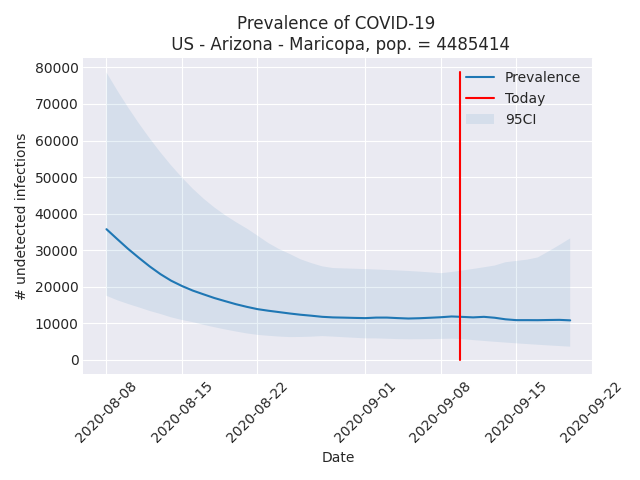 Prevalence of COVID-19
US - Arizona - Maricopa, pop. = 4485414
80000
70000
60000
50000
40000
30000
20000
10000
0
# undetected infections
Prevalence
Today
95CI
2020-08-08
2020-08-15
2020-08-22
2020-09-01
2020-09-08
2020-09-15
2020-09-22
Date